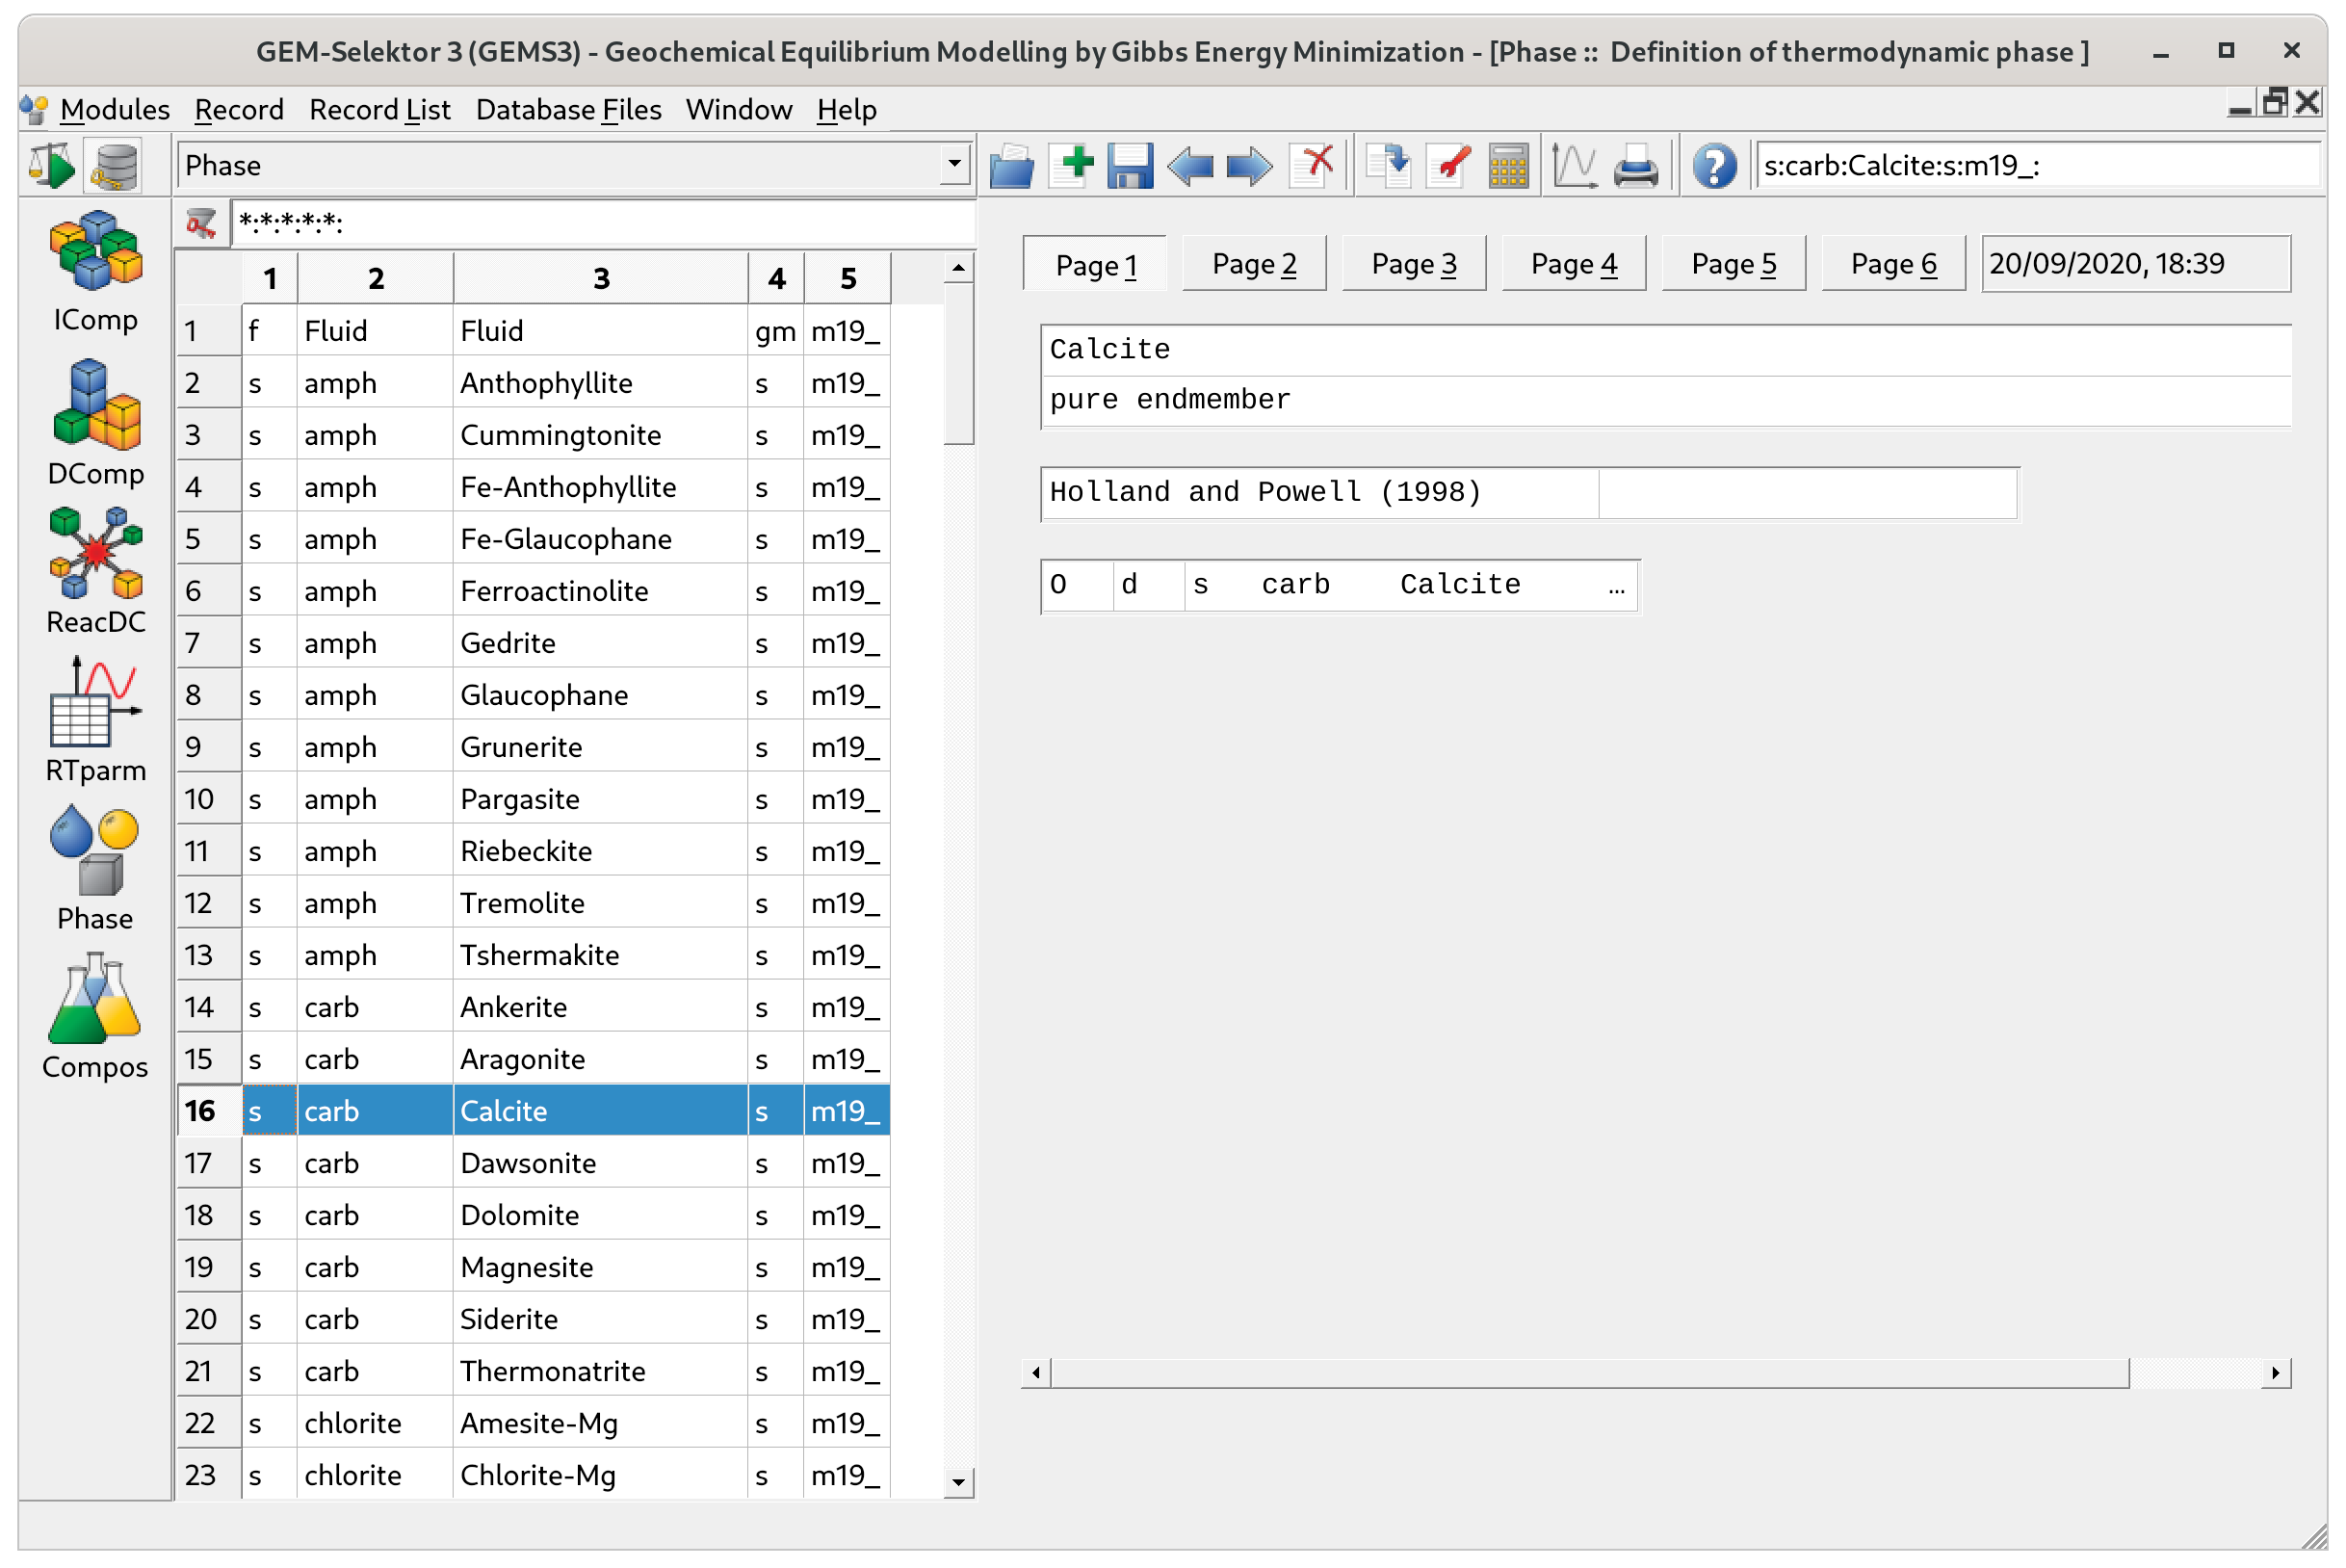 GEM-Selektor 3 (GEMS3) - Geochemical Equilibrium Modelling by Gibbs Energy Minimization - [Phase :: Definition of thermodynamic phase ]
Modules Record Record List Database Files Window Help
Phase
s:carb:Calcite:s:m19_:
*:*:*:*:*:
Page 1 Page 2 Page 3 Page 4 Page 5 Page 6 20/09/2020, 18:39
IComp
DComp
ReacDC
RTparm
Phase
Compos
1 2 3 4 5
1 f Fluid Fluid gm m19_
2 s amph Anthophyllite s m19_
3 s amph Cummingtonite s m19_
4 s amph Fe-Anthophyllite s m19_
5 s amph Fe-Glaucophane s m19_
6 s amph Ferroactinolite s m19_
7 s amph Gedrite s m19_
8 s amph Glaucophane s m19_
9 s amph Grunerite s m19_
10 s amph Pargasite s m19_
11 s amph Riebeckite s m19_
12 s amph Tremolite s m19_
13 s amph Tshermakite s m19_
14 s carb Ankerite s m19_
15 s carb Aragonite s m19_
16 s carb Calcite s m19_
17 s carb Dawsonite s m19_
18 s carb Dolomite s m19_
19 s carb Magnesite s m19_
20 s carb Siderite s m19_
21 s carb Thermonatrite s m19_
22 s chlorite Amesite-Mg s m19_
23 s chlorite Chlorite-Mg s m19_
Calcite
pure endmember
Holland and Powell (1998)
O d s carb Calcite …